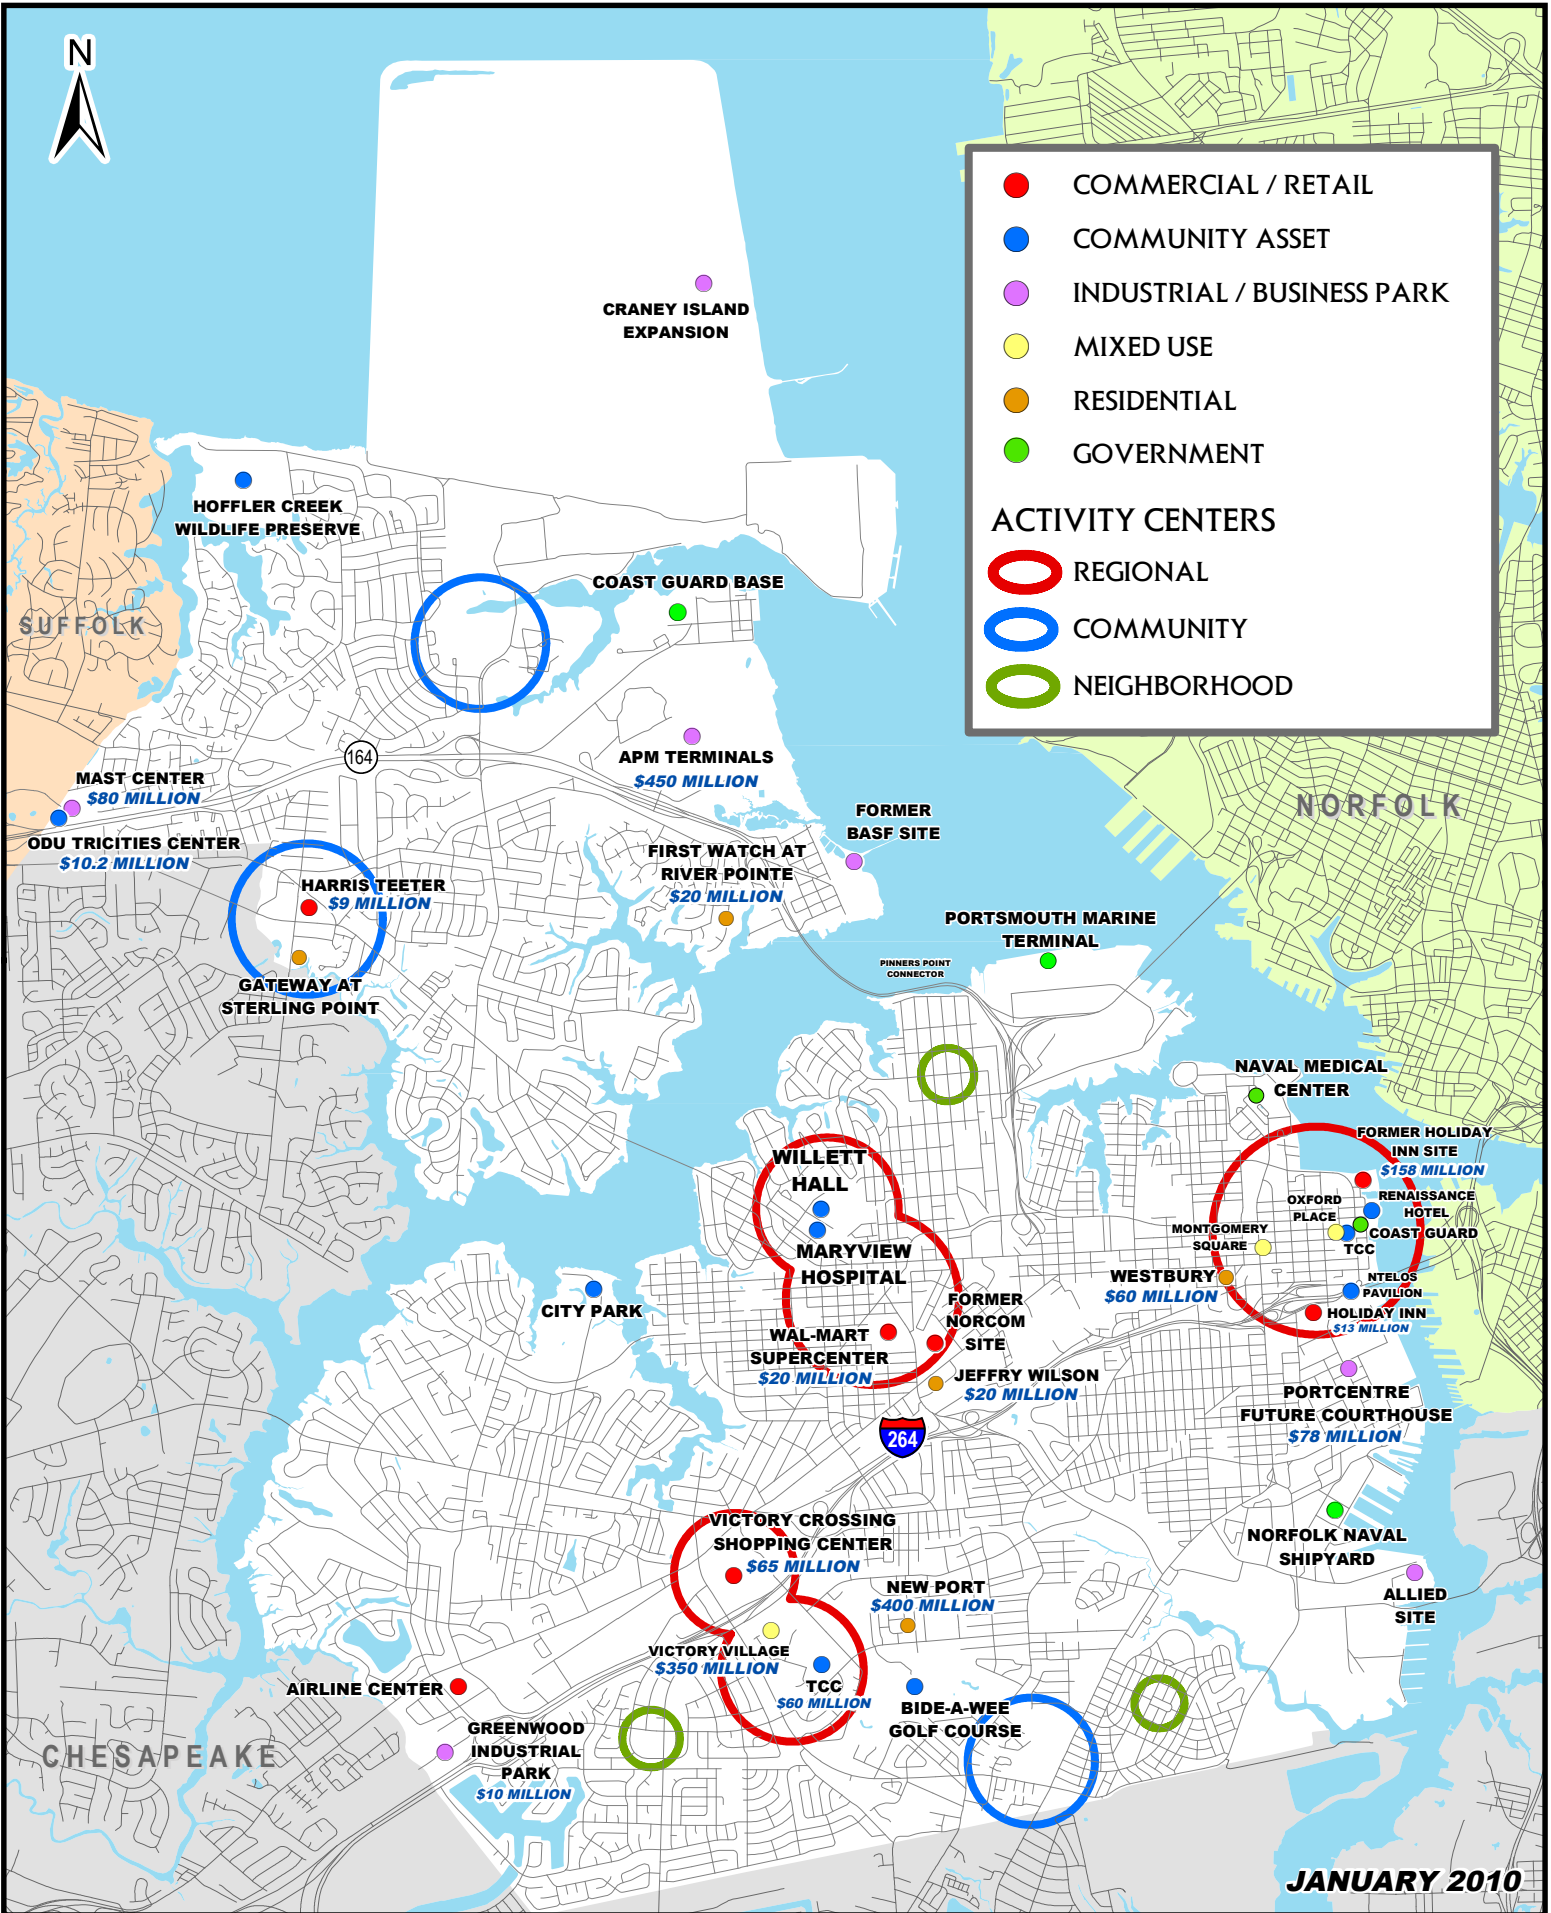 N
COMMERCIAL / RETAIL
COMMUNITY ASSET
INDUSTRIAL / BUSINESS PARK
MIXED USE
RESIDENTIAL
GOVERNMENT
ACTIVITY CENTERS
REGIONAL
COMMUNITY
NEIGHBORHOOD
CRANEY ISLAND
EXPANSION
HOFFLER CREEK
WILDLIFE PRESERVE
COAST GUARD BASE
SUFFOLK
164
APM TERMINALS
$450 MILLION
MAST CENTER
$80 MILLION
NORFOLK
FORMER
BASF SITE
ODU TRICITIES CENTER
$10.2 MILLION
FIRST WATCH AT
RIVER POINTE
$20 MILLION
HARRIS TEETER
$9 MILLION
PORTSMOUTH MARINE
TERMINAL
PINNERS POINT
CONNECTOR
GATEWAY AT
STERLING POINT
NAVAL MEDICAL
CENTER
FORMER HOLIDAY
INN SITE
$158 MILLION
WILLETT
HALL
OXFORD
PLACE
RENAISSANCE
HOTEL
MONTGOMERY
SQUARE
COAST GUARD
TCC
MARYVIEW
HOSPITAL
WESTBURY
$60 MILLION
NTELOS
PAVILION
CITY PARK
FORMER
NORCOM
SITE
HOLIDAY INN
$13 MILLION
WAL-MART
SUPERCENTER
$20 MILLION
JEFFRY WILSON
$20 MILLION
PORTCENTRE
FUTURE COURTHOUSE
$78 MILLION
264
VICTORY CROSSING
SHOPPING CENTER
$65 MILLION
NORFOLK NAVAL
SHIPYARD
NEW PORT
$400 MILLION
ALLIED
SITE
VICTORY VILLAGE
$350 MILLION
TCC
$60 MILLION
AIRLINE CENTER
BIDE-A-WEE
GOLF COURSE
GREENWOOD
INDUSTRIAL
PARK
$10 MILLION
CHESAPEAKE
JANUARY 2010